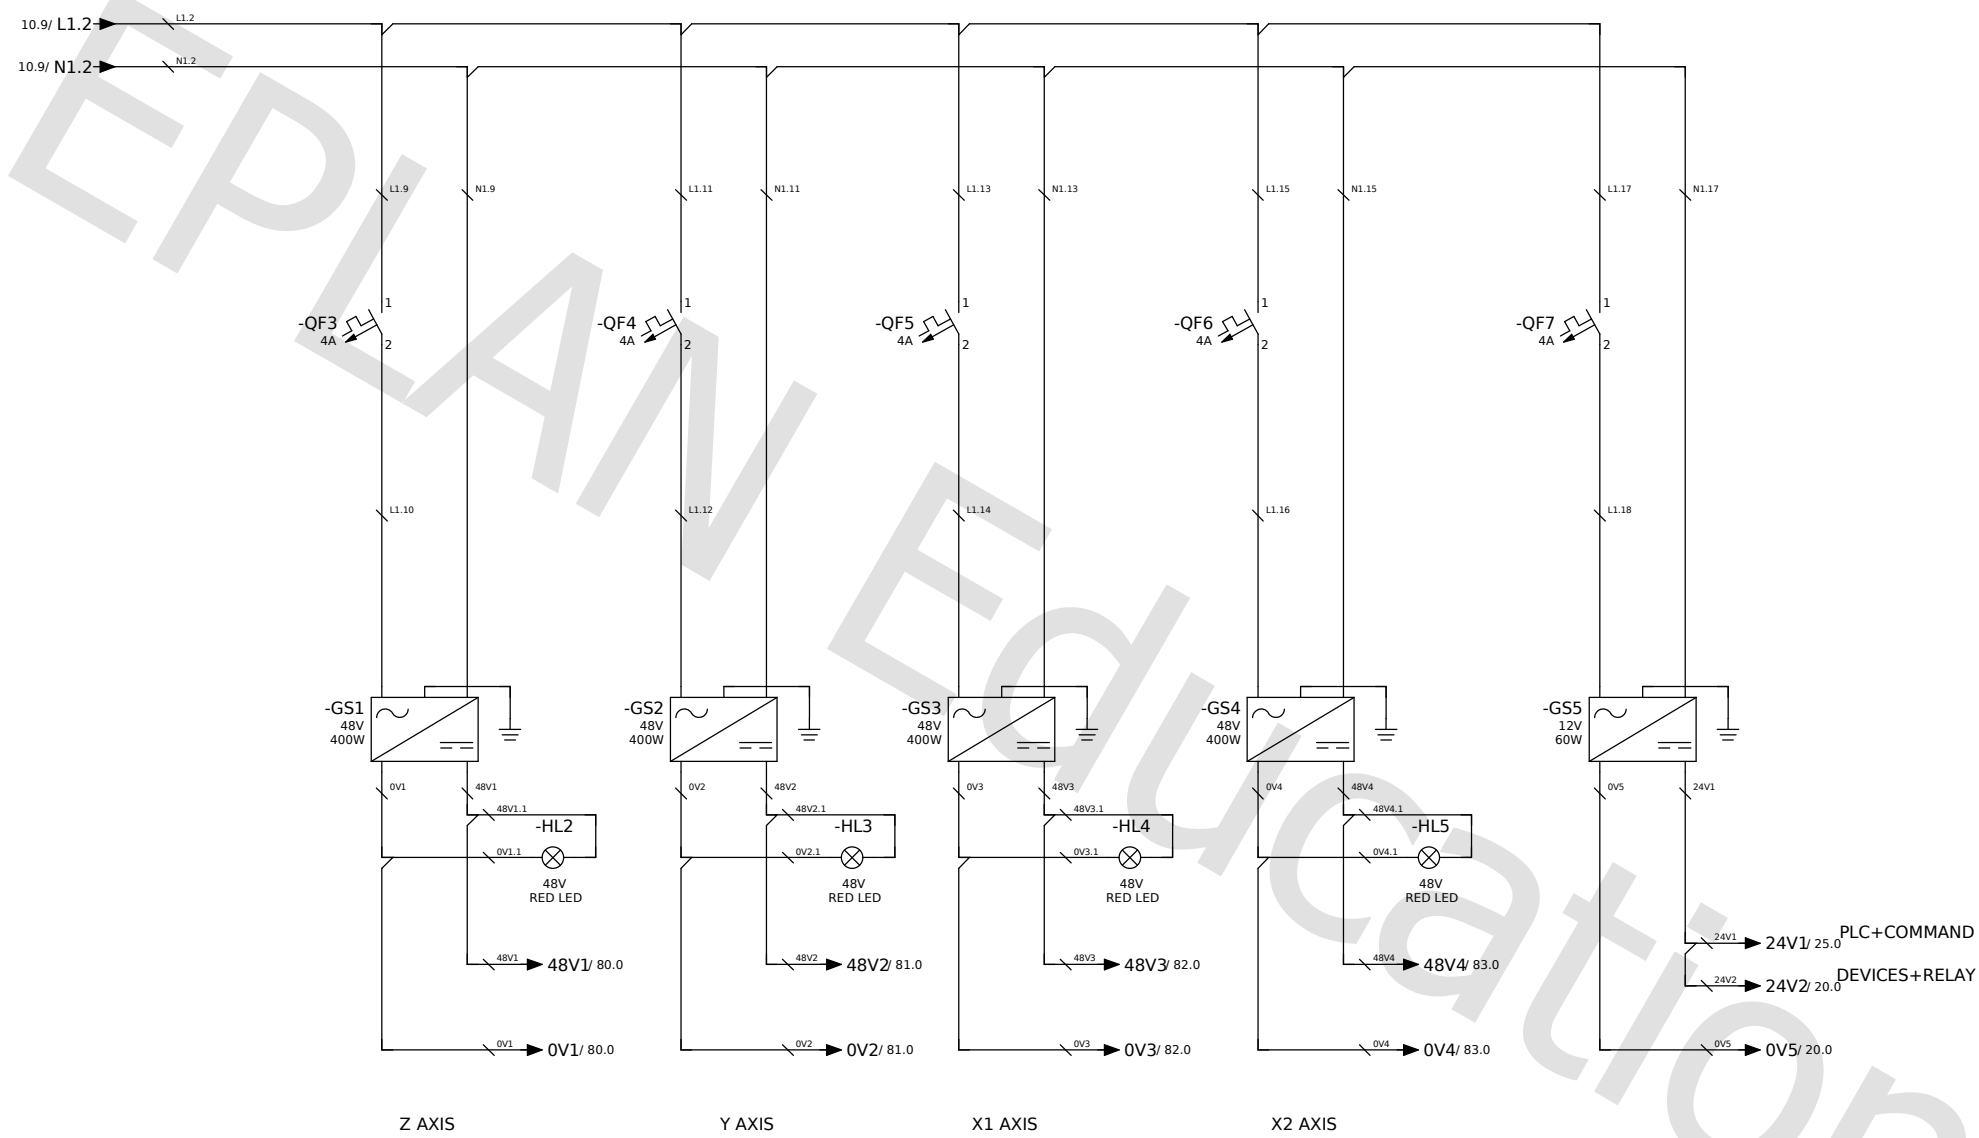 10.9/ L1.2
L1.2
10.9/ N1.2
N1.2
L1.9
N1.9
L1.11
N1.11
L1.13
N1.13
L1.15
N1.15
L1.17
N1.17
1
-QF3
4A
2
1
-QF4
4A
2
1
-QF5
4A
2
1
-QF6
4A
2
1
-QF7
4A
2
L1.10
L1.12
L1.14
L1.16
L1.18
-GS1
48V
400W
-GS2
48V
400W
-GS3
48V
400W
-GS4
48V
400W
-GS5
12V
60W
0V1
48V1
0V2
48V2
0V3
48V3
0V4
48V4
0V5
24V1
48V1.1
-HL2
0V1.1
48V
RED LED
48V2.1
-HL3
0V2.1
48V
RED LED
48V3.1
-HL4
0V3.1
48V
RED LED
48V4.1
-HL5
0V4.1
48V
RED LED
24V1
24V1/ 25.0
PLC+COMMAND
48V1
48V1/ 80.0
48V2
48V2/ 81.0
48V3
48V3/ 82.0
48V4
48V4/ 83.0
24V2
24V2/ 20.0
DEVICES+RELAY
0V1
0V1/ 80.0
0V2
0V2/ 81.0
0V3
0V3/ 82.0
0V4
0V4/ 83.0
0V5
0V5/ 20.0
Z AXIS
Y AXIS
X1 AXIS
X2 AXIS
EPLAN Education